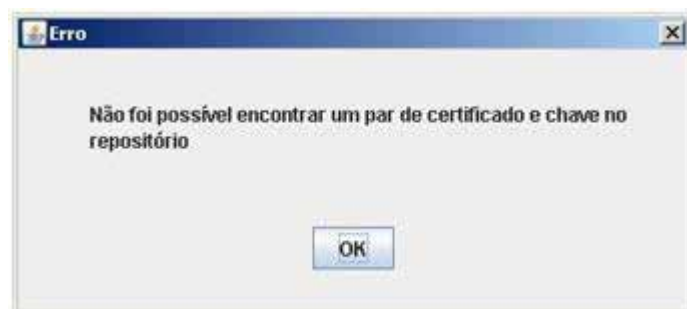 Erro
Não foi possível encontrar um par de certificado e chave no
repositório
OK